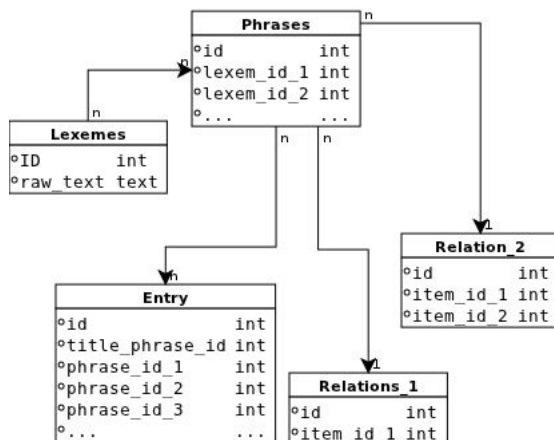 Phrases
id int
lexem_id_1 int
lexem_id_2 int
... ...
n
n
n
n
n
Lexemes
ID int
raw_text text
n
1
Relation_2
id int
item_id_1 int
item_id_2 int
Entry
id int
title_phrase_id int
phrase_id_1 int
phrase_id_2 int
phrase_id_3 int
... ...
1
Relations_1
id int
item_id_1 int